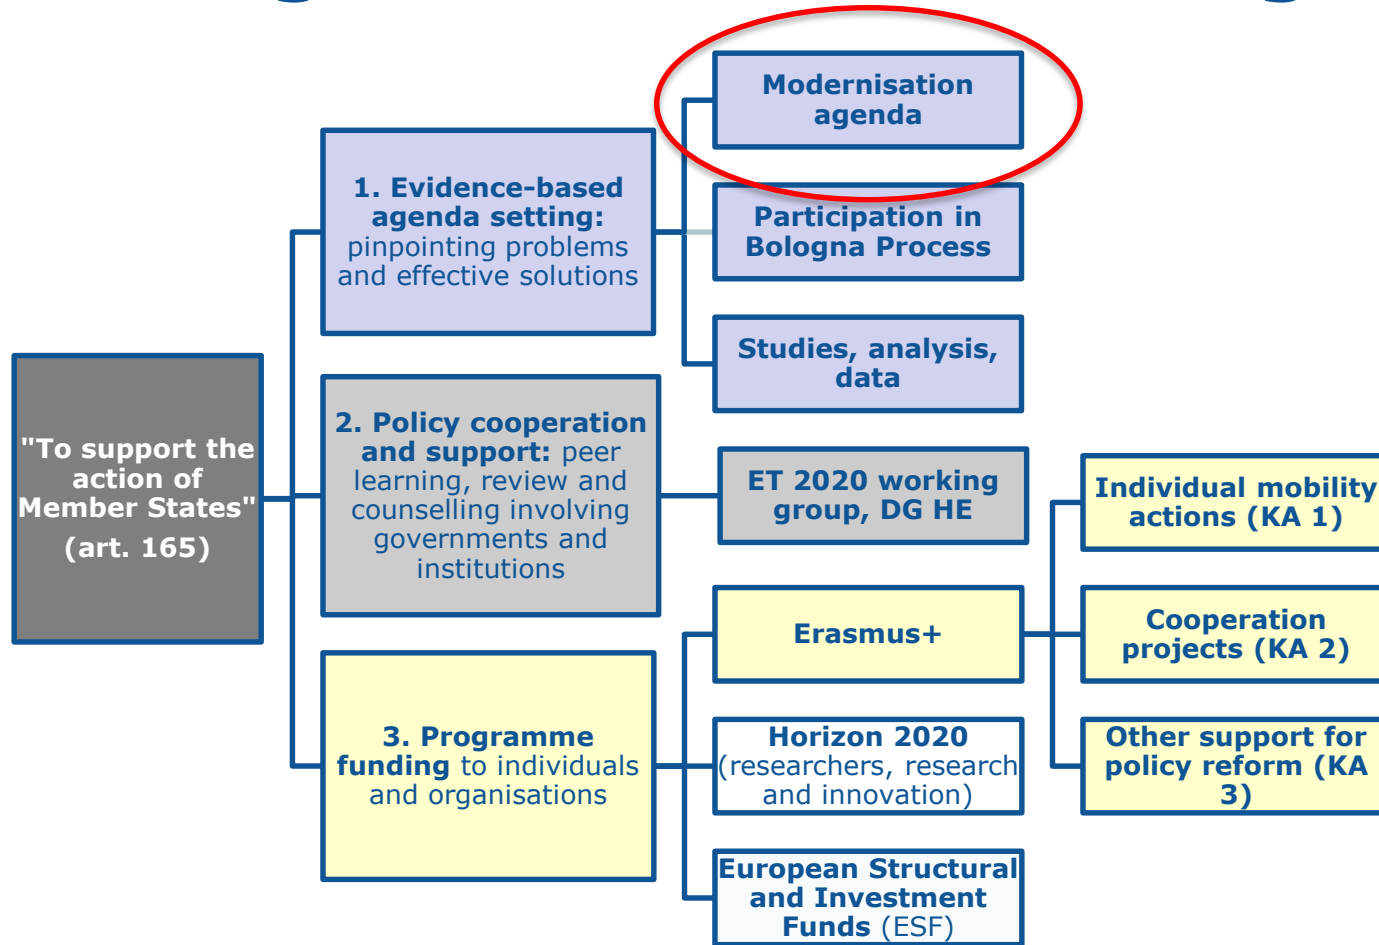 Modernisation
agenda
1. Evidence-based
agenda setting:
pinpointing problems
and effective solutions
Participation in
Bologna Process
Studies, analysis,
data
"To support the
action of
Member States"
(art. 165)
2. Policy cooperation
and support: peer
learning, review and
counselling involving
governments and
institutions
ET 2020 working
group, DG HE
Individual mobility
actions (KA 1)
Erasmus+
Cooperation
projects (KA 2)
3. Programme
funding to individuals
and organisations
Horizon 2020
(researchers, research
and innovation)
Other support for
policy reform (KA
3)
European Structural
and Investment
Funds (ESF)